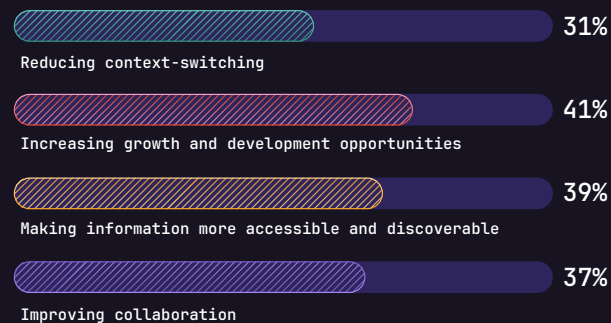 31%
Reducing context-switching
41%
Increasing growth and development opportunities
39%
Making information more accessible and discoverable
37%
Improving collaboration